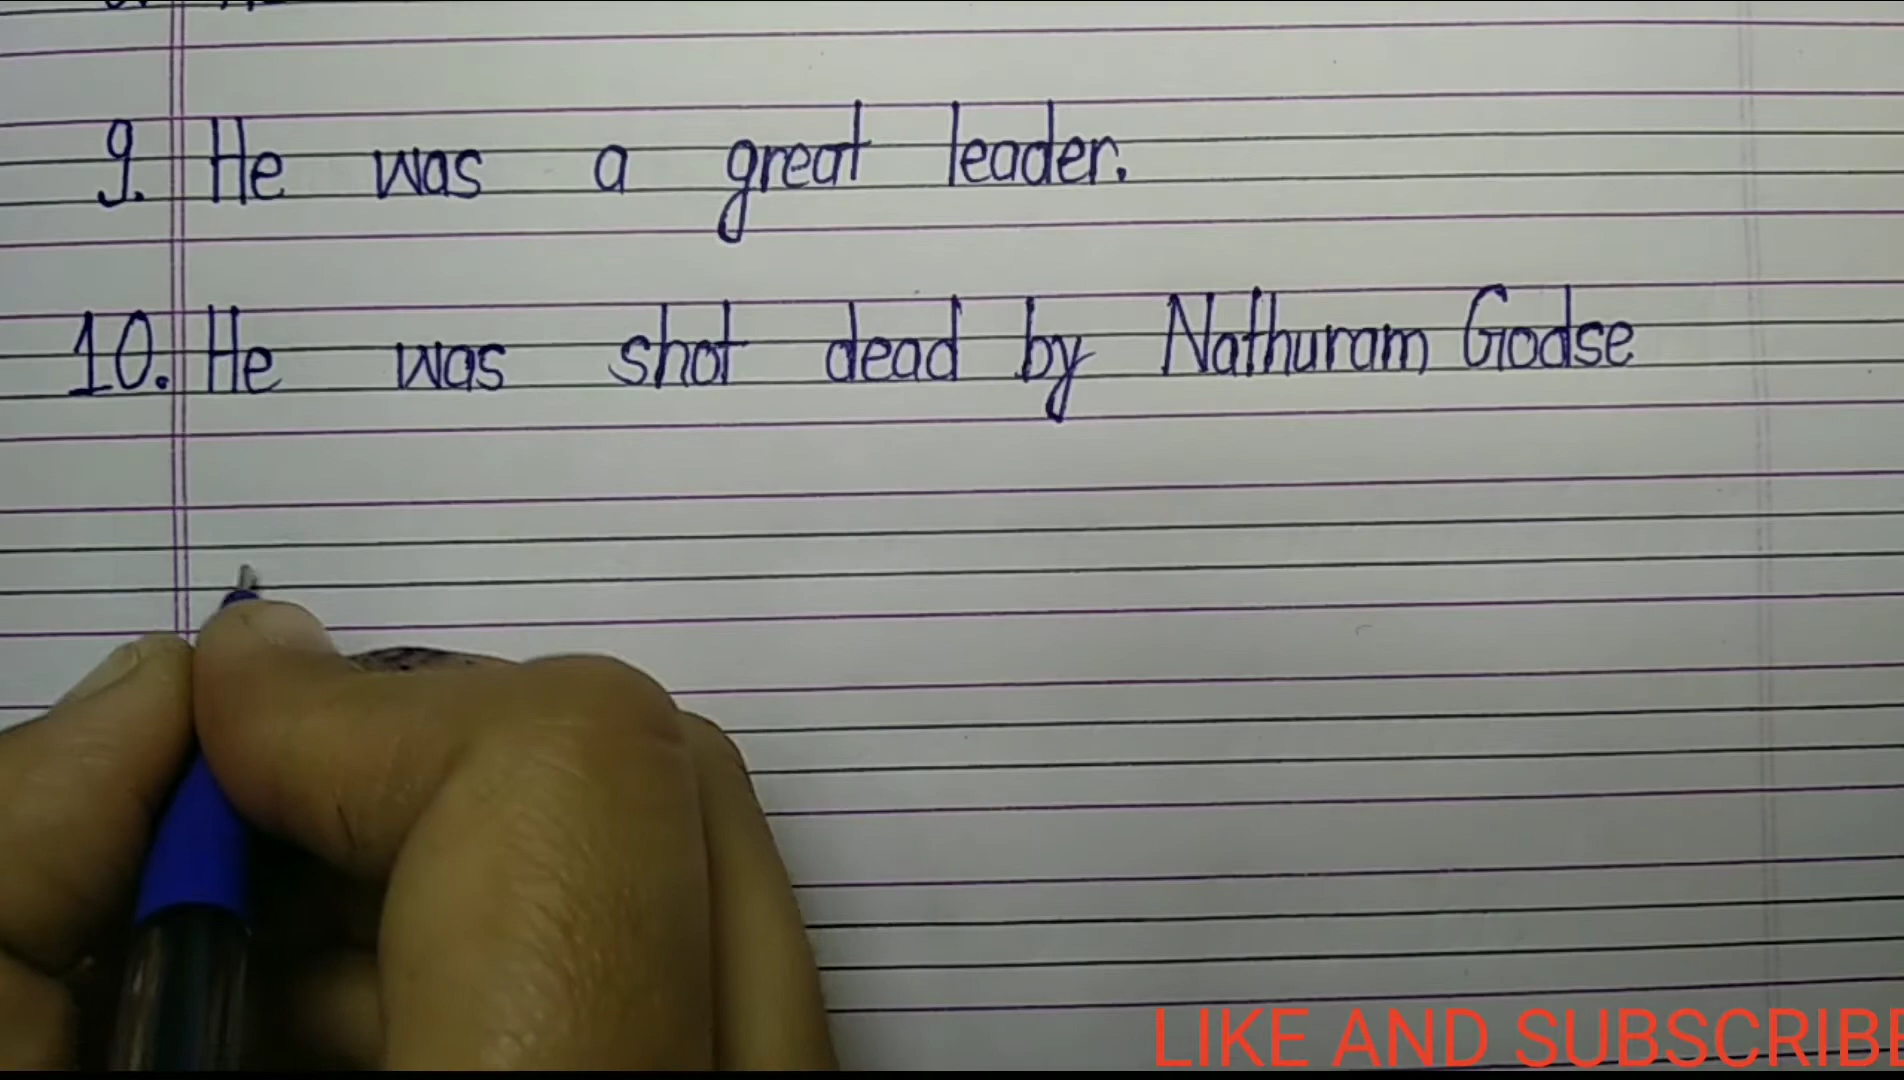 9. He was a great leader.
10. He was shot dead by Nathuram Godse
LIKE AND SUBSCRIBE